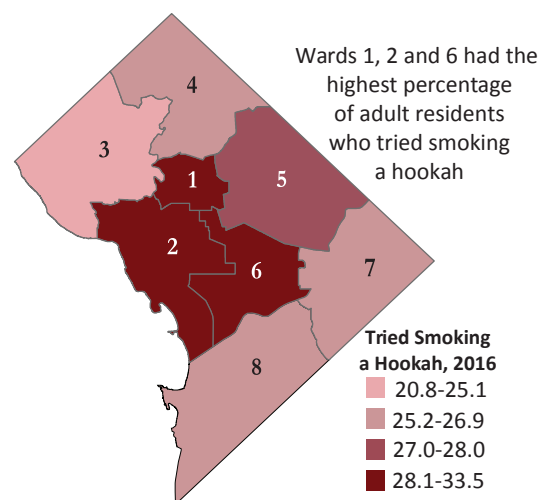 Wards 1, 2 and 6 had the
highest percentage
of adult residents
who tried smoking
a hookah
4
3
1
5
2
6
7
8
Tried Smoking
a Hookah, 2016
20.8-25.1
25.2-26.9
27.0-28.0
28.1-33.5